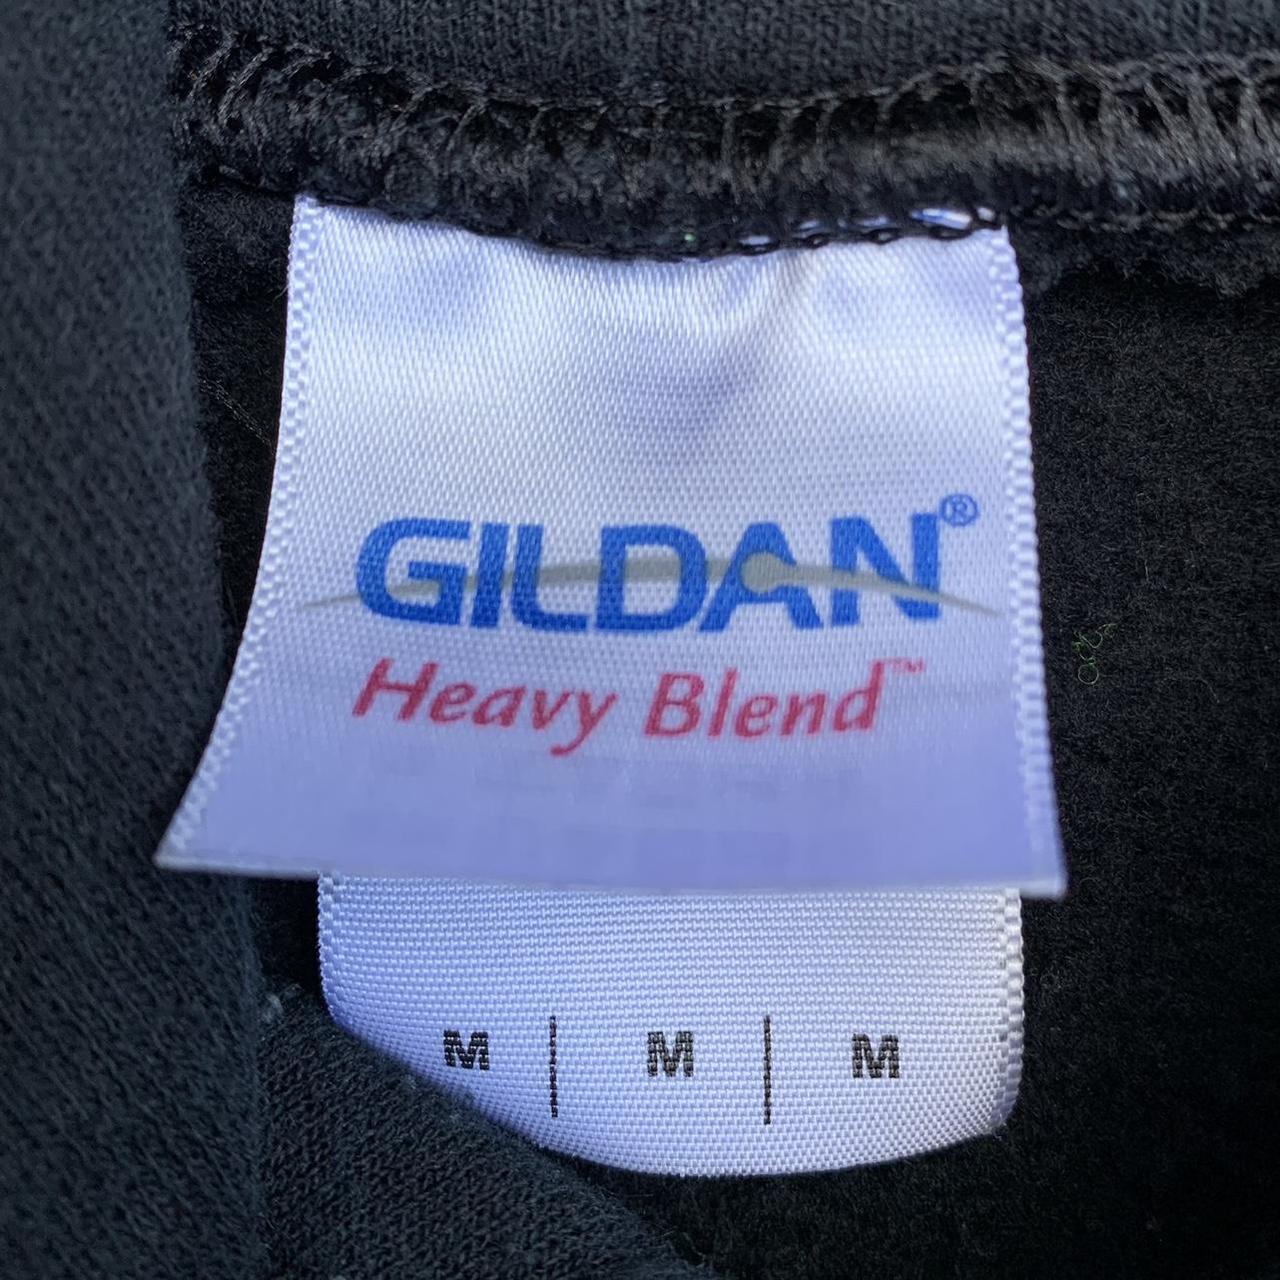 GILDAN®
Heavy Blend™
M | M | M